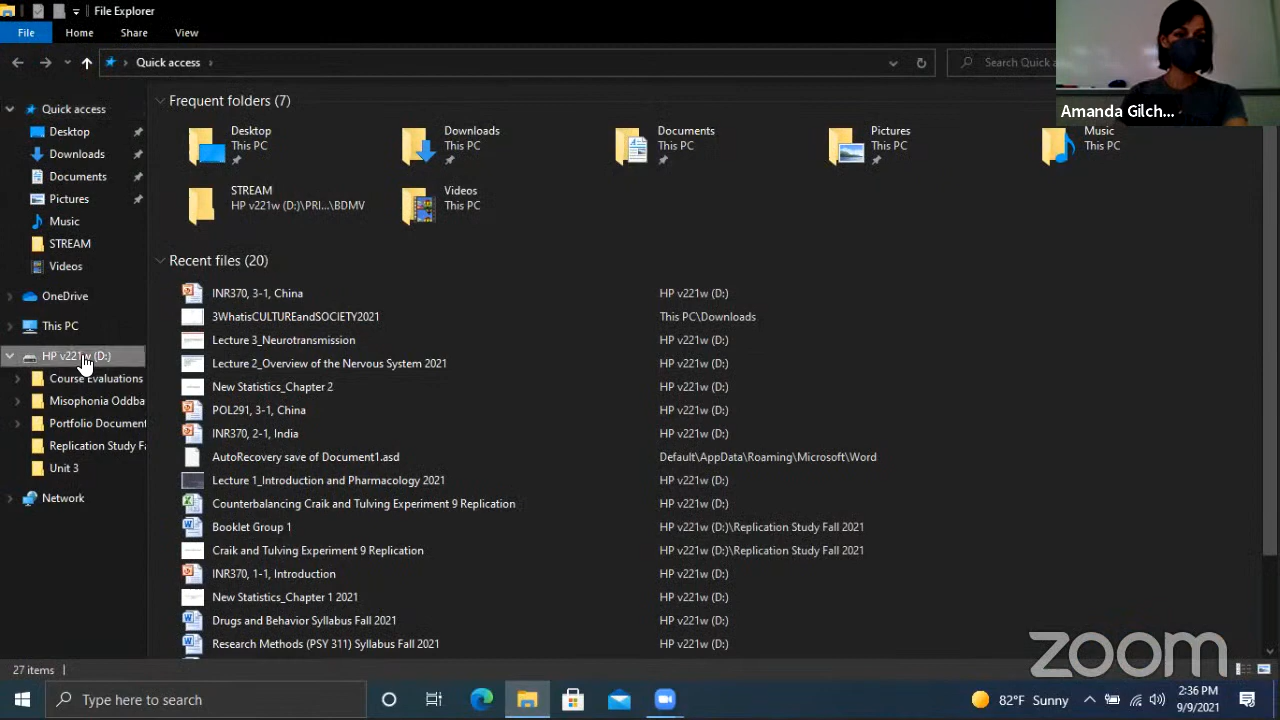 File Explorer
File Home Share View
Quick access
Search Quick a
Amanda Gilch...
Quick access
Desktop
Downloads
Documents
Pictures
Music
STREAM
Videos
OneDrive
This PC
HP v221w (D:)
Course Evaluations
Misophonia Oddba
Portfolio Document
Replication Study Fa
Unit 3
Network
Frequent folders (7)
Desktop
This PC
Downloads
This PC
Documents
This PC
Pictures
This PC
Music
This PC
STREAM
HP v221w (D:)\PRI...\BDMV
Videos
This PC
Recent files (20)
INR370, 3-1, China HP v221w (D:)
3WhatisCULTUREandSOCIETY2021 This PC\Downloads
Lecture 3_Neurotransmission HP v221w (D:)
Lecture 2_Overview of the Nervous System 2021 HP v221w (D:)
New Statistics_Chapter 2 HP v221w (D:)
POL291, 3-1, China HP v221w (D:)
INR370, 2-1, India HP v221w (D:)
AutoRecovery save of Document1.asd Default\AppData\Roaming\Microsoft\Word
Lecture 1_Introduction and Pharmacology 2021 HP v221w (D:)
Counterbalancing Craik and Tulving Experiment 9 Replication HP v221w (D:)
Booklet Group 1 HP v221w (D:)\Replication Study Fall 2021
Craik and Tulving Experiment 9 Replication HP v221w (D:)\Replication Study Fall 2021
INR370, 1-1, Introduction HP v221w (D:)
New Statistics_Chapter 1 2021 HP v221w (D:)
Drugs and Behavior Syllabus Fall 2021 HP v221w (D:)
Research Methods (PSY 311) Syllabus Fall 2021 HP v221w (D:)
zoom
27 items
Type here to search
82°F Sunny
2:36 PM
9/9/2021